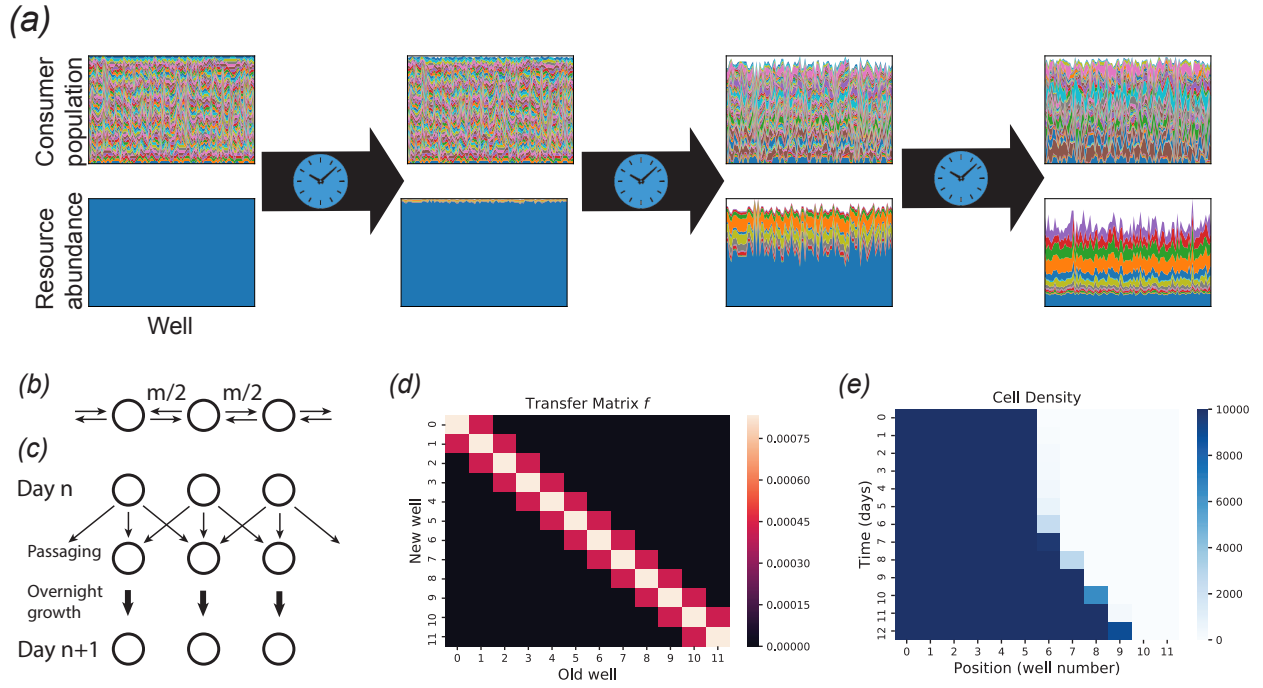 (a)
Consumer
population
Resource
abundance
Well
(b)
m/2 m/2
(c)
Day n
Passaging
Overnight
growth
Day n+1
(d)
Transfer Matrix f
New well
0
1
2
3
4
5
6
7
8
9
10
11
0 1 2 3 4 5 6 7 8 9 10 11
Old well
0.00075
0.00060
0.00045
0.00030
0.00015
0.00000
(e)
Cell Density
Time (days)
0
1
2
3
4
5
6
7
8
9
10
11
12
0 1 2 3 4 5 6 7 8 9 10 11
Position (well number)
10000
8000
6000
4000
2000
0